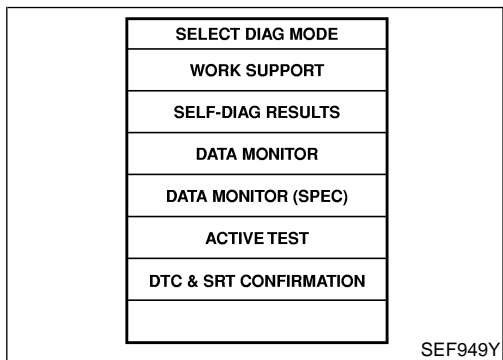 SELECT DIAG MODE
WORK SUPPORT
SELF-DIAG RESULTS
DATA MONITOR
DATA MONITOR (SPEC)
ACTIVE TEST
DTC & SRT CONFIRMATION
SEF949Y